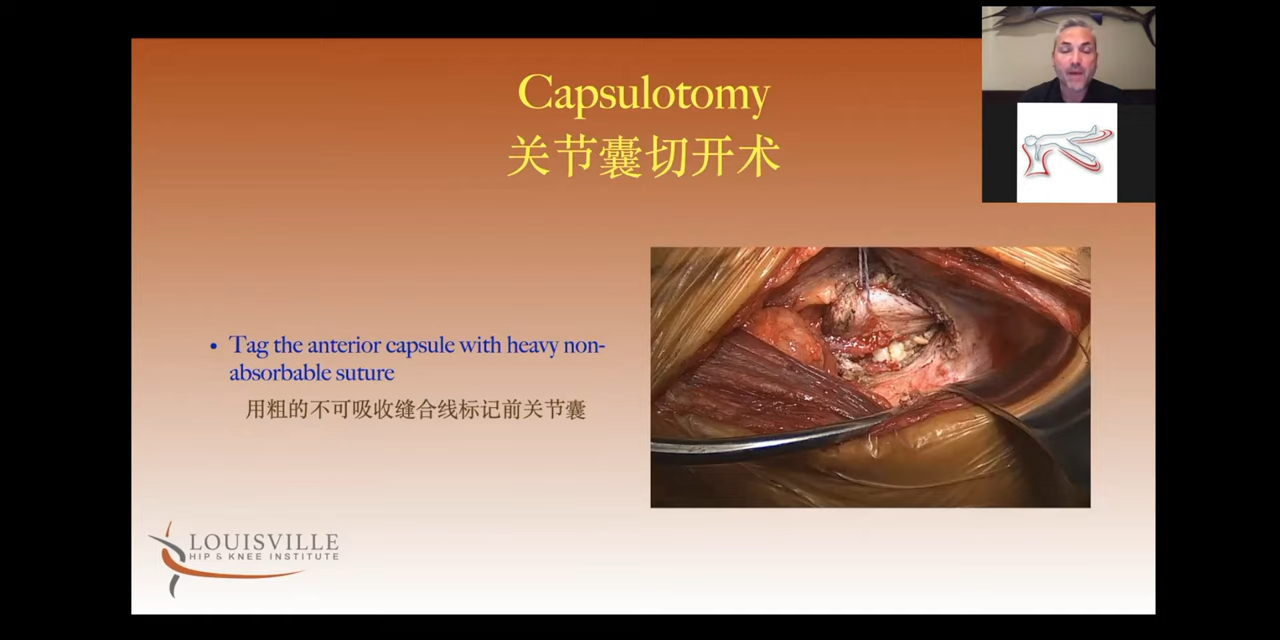 Capsulotomy
关节囊切开术
• Tag the anterior capsule with heavy non-
absorbable suture
用粗的不可吸收缝合线标记前关节囊
LOUISVILLE
HIP & KNEE INSTITUTE